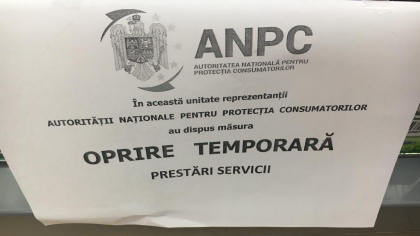 ANPC
AUTORITATEA NAȚIONALĂ PENTRU
PROTECȚIA CONSUMATORILOR
În această unitate reprezentanții
AUTORITĂȚII NAȚIONALE PENTRU PROTECȚIA CONSUMATORILOR
au dispus măsura
OPRIRE TEMPORARĂ
PRESTĂRI SERVICII